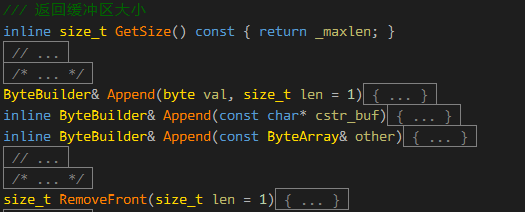 /// 返回缓冲区大小
inline size_t GetSize() const { return _maxlen; }
// ...
/* ... */
ByteBuilder& Append(byte val, size_t len = 1){ ... }
inline ByteBuilder& Append(const char* cstr_buf){ ... }
inline ByteBuilder& Append(const ByteArray& other){ ... }
// ...
/* ... */
size_t RemoveFront(size_t len = 1){ ... }